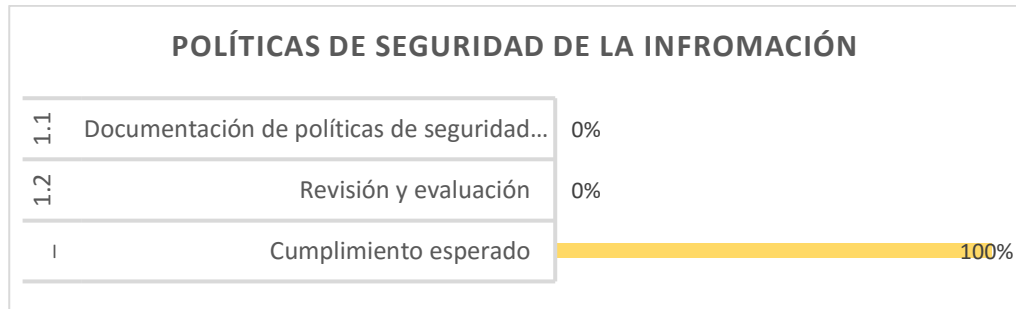 POLÍTICAS DE SEGURIDAD DE LA INFROMACIÓN
1.1 Documentación de políticas de seguridad... 0%
1.2 Revisión y evaluación 0%
I Cumplimiento esperado 100%